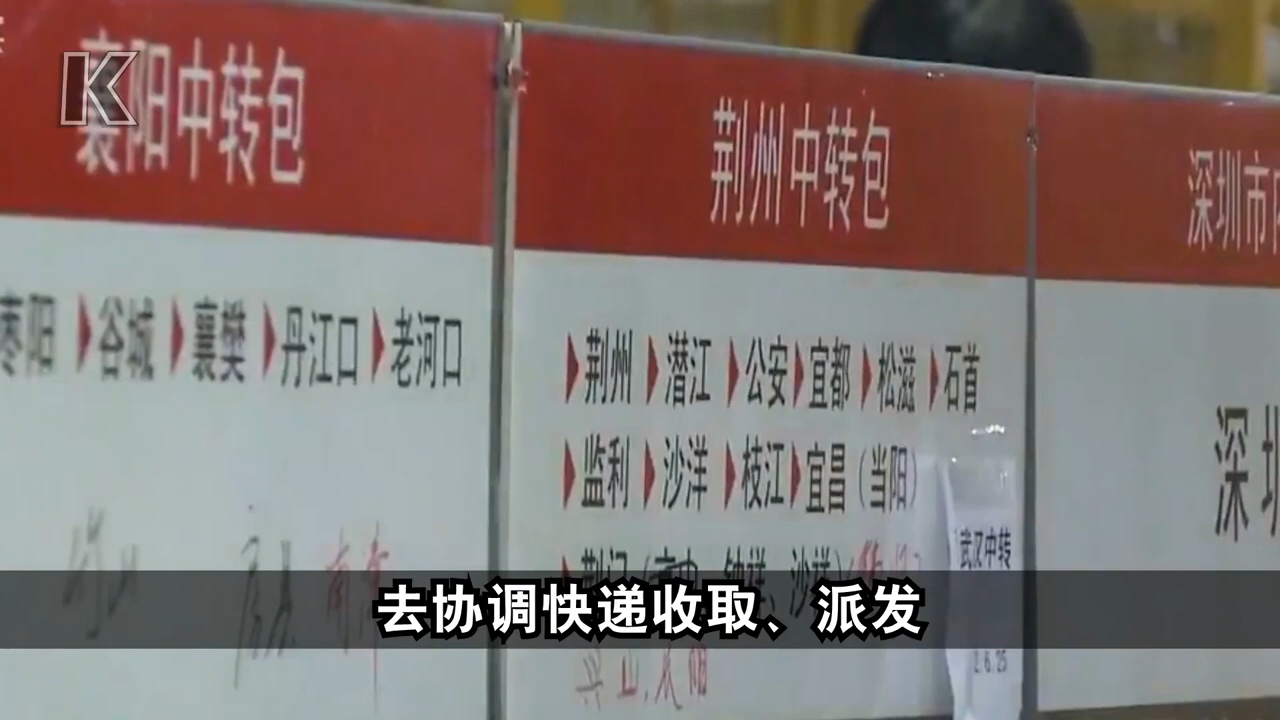 K
襄阳中转包
枣阳 谷城 襄樊 丹江口 老河口
荆州中转包
荆州 潜江 公安 宜都 松滋 石首
监利 沙洋 枝江 宜昌（当阳）
兴山.
武汉中转
深圳市
深圳
去协调快递收取、派发